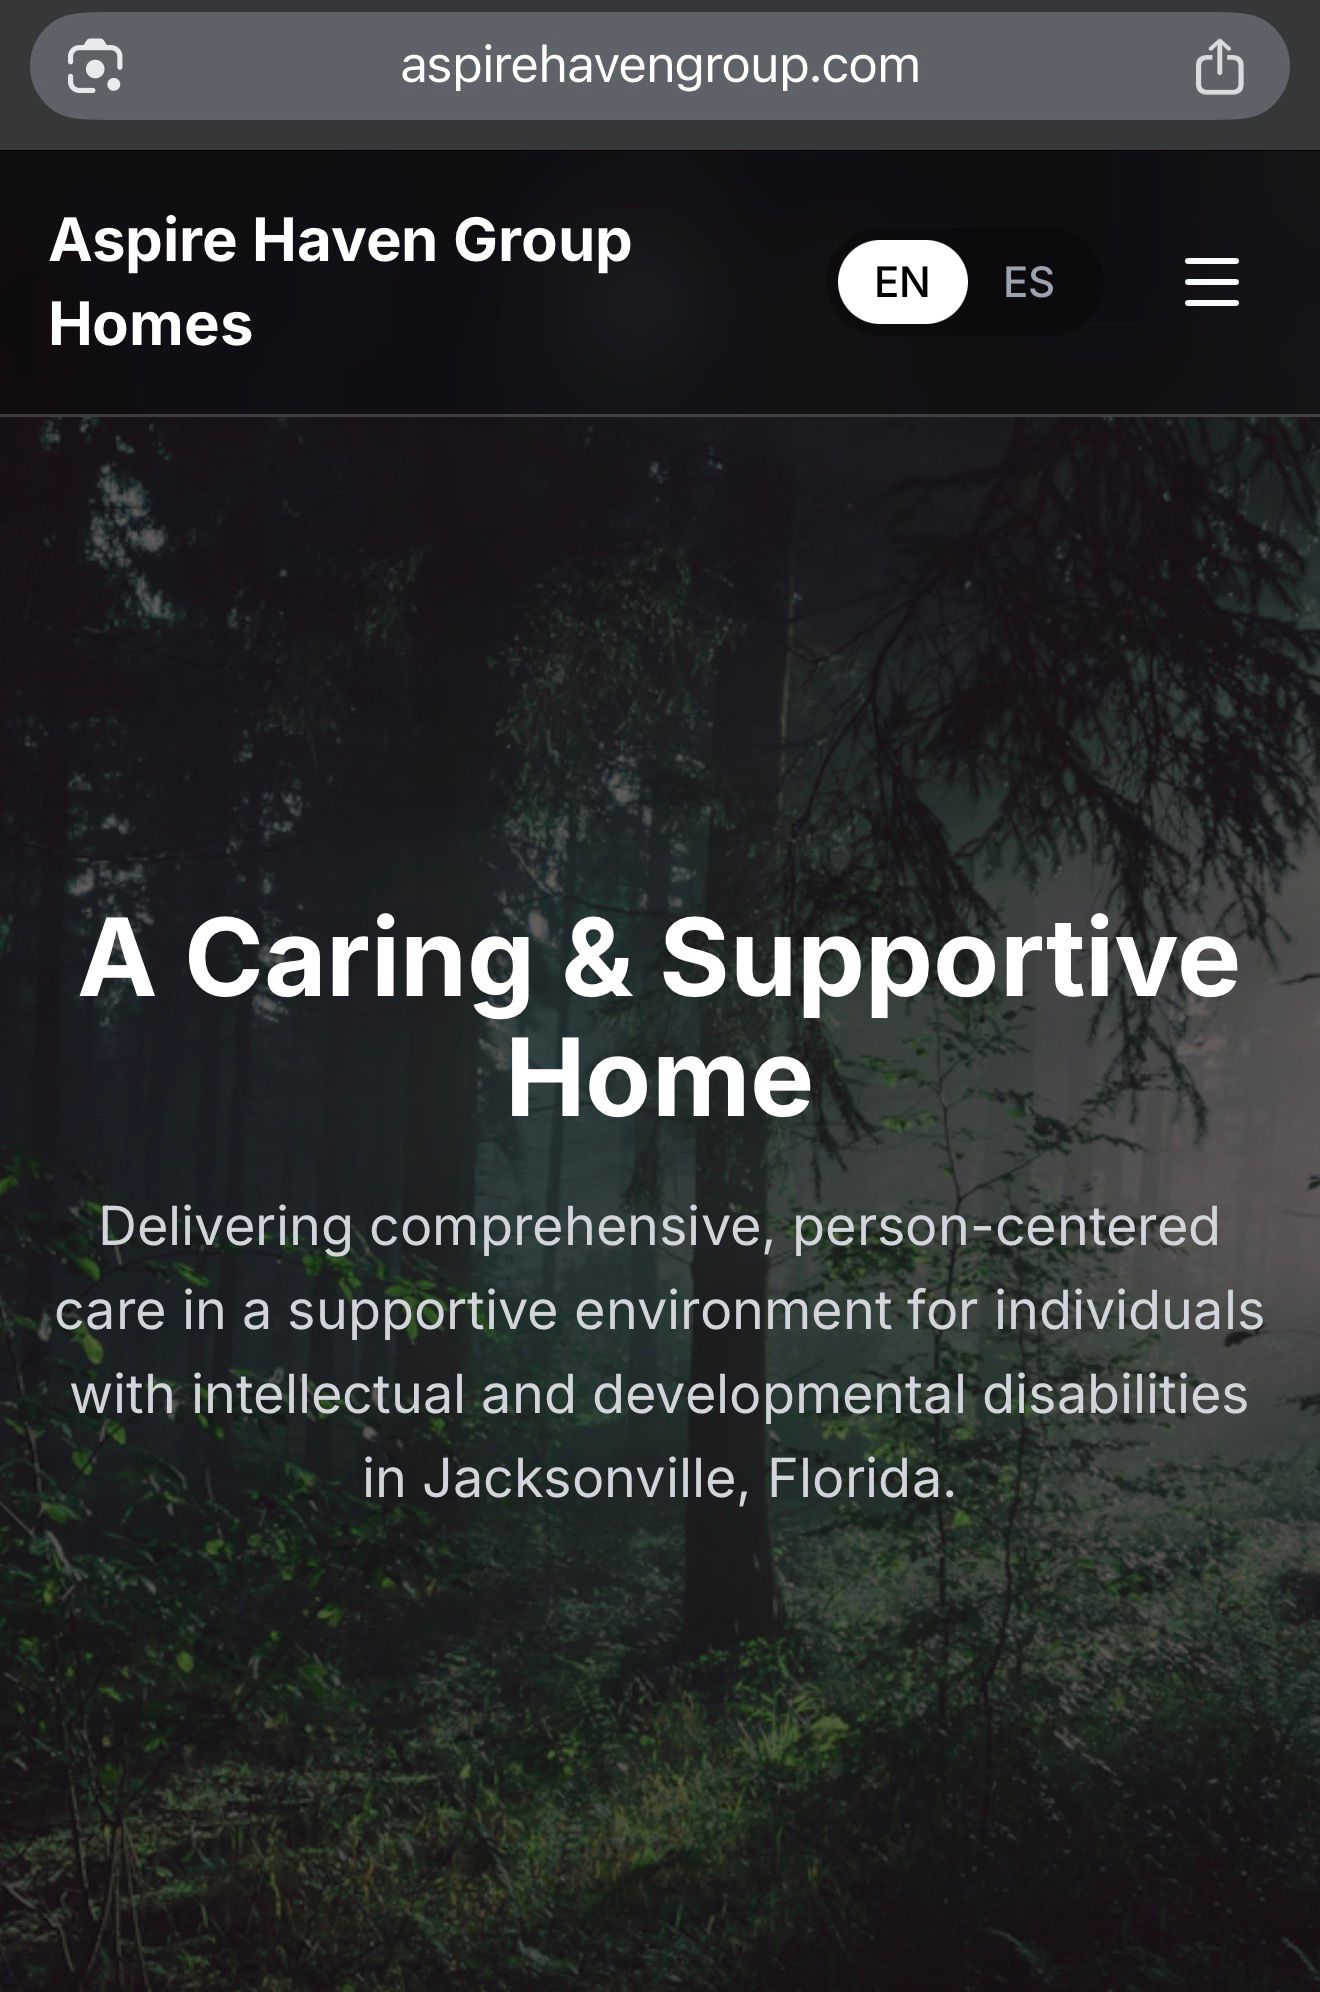 aspirehavengroup.com
Aspire Haven Group
Homes
EN ES
A Caring & Supportive
Home
Delivering comprehensive, person-centered
care in a supportive environment for individuals
with intellectual and developmental disabilities
in Jacksonville, Florida.